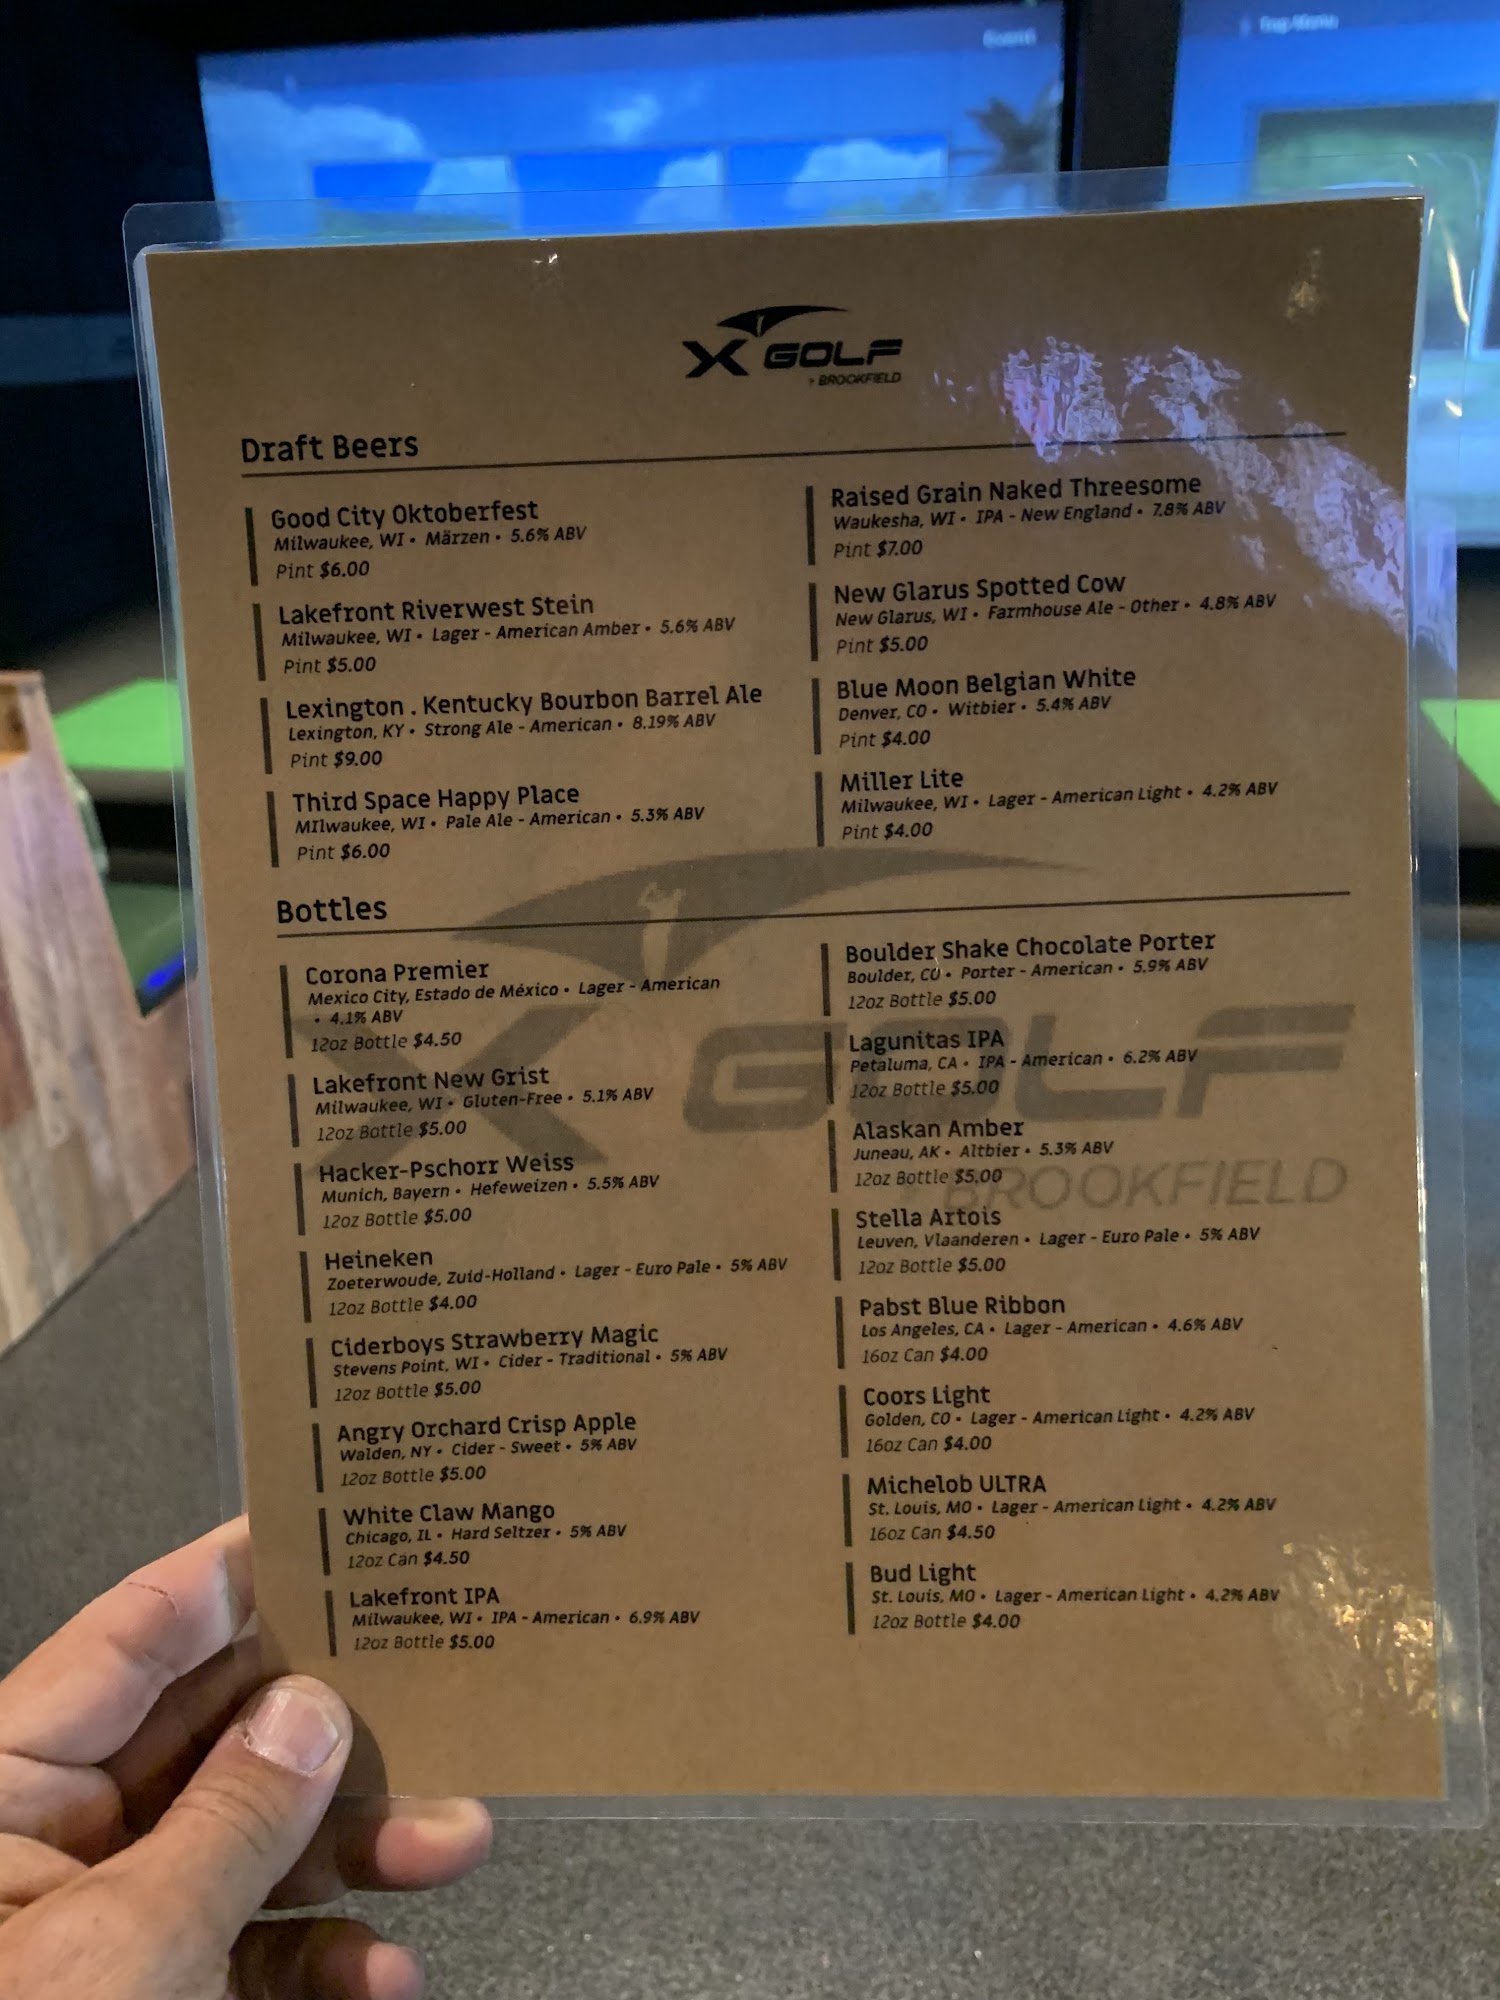 Event
Top Menu
X GOLF
BROOKFIELD
Draft Beers
Good City Oktoberfest
Milwaukee, WI • Märzen • 5.6% ABV
Pint $6.00
Lakefront Riverwest Stein
Milwaukee, WI • Lager - American Amber • 5.6% ABV
Pint $5.00
Lexington . Kentucky Bourbon Barrel Ale
Lexington, KY • Strong Ale - American • 8.19% ABV
Pint $9.00
Third Space Happy Place
MIlwaukee, WI • Pale Ale - American • 5.3% ABV
Pint $6.00
Raised Grain Naked Threesome
Waukesha, WI • IPA - New England • 7.8% ABV
Pint $7.00
New Glarus Spotted Cow
New Glarus, WI • Farmhouse Ale - Other • 4.8% ABV
Pint $5.00
Blue Moon Belgian White
Denver, CO • Witbier • 5.4% ABV
Pint $4.00
Miller Lite
Milwaukee, WI • Lager - American Light • 4.2% ABV
Pint $4.00
Bottles
Corona Premier
Mexico City, Estado de México • Lager - American
• 4.1% ABV
12oz Bottle $4.50
Lakefront New Grist
Milwaukee, WI • Gluten-Free • 5.1% ABV
12oz Bottle $5.00
Hacker-Pschorr Weiss
Munich, Bayern • Hefeweizen • 5.5% ABV
12oz Bottle $5.00
Heineken
Zoeterwoude, Zuid-Holland • Lager - Euro Pale • 5% ABV
12oz Bottle $4.00
Ciderboys Strawberry Magic
Stevens Point, WI • Cider - Traditional • 5% ABV
12oz Bottle $5.00
Angry Orchard Crisp Apple
Walden, NY • Cider - Sweet • 5% ABV
12oz Bottle $5.00
White Claw Mango
Chicago, IL • Hard Seltzer • 5% ABV
12oz Can $4.50
Lakefront IPA
Milwaukee, WI • IPA - American • 6.9% ABV
12oz Bottle $5.00
Boulder Shake Chocolate Porter
Boulder, CO • Porter - American • 5.9% ABV
12oz Bottle $5.00
Lagunitas IPA
Petaluma, CA • IPA - American • 6.2% ABV
12oz Bottle $5.00
Alaskan Amber
Juneau, AK • Altbier • 5.3% ABV
12oz Bottle $5.00
Stella Artois
Leuven, Vlaanderen • Lager - Euro Pale • 5% ABV
12oz Bottle $5.00
Pabst Blue Ribbon
Los Angeles, CA • Lager - American • 4.6% ABV
16oz Can $4.00
Coors Light
Golden, CO • Lager - American Light • 4.2% ABV
16oz Can $4.00
Michelob ULTRA
St. Louis, MO • Lager - American Light • 4.2% ABV
16oz Can $4.50
Bud Light
St. Louis, MO • Lager - American Light • 4.2% ABV
12oz Bottle $4.00
X GOLF
BROOKFIELD